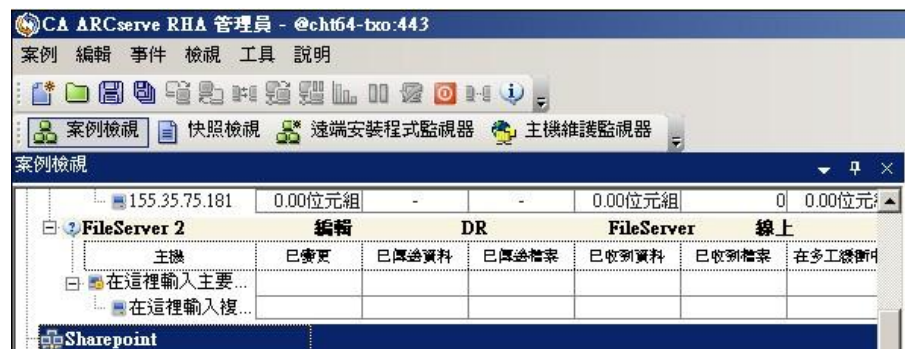 CA ARCserve RHA 管理員 - @cht64-txo:443
案例 編輯 事件 檢視 工具 說明
案例檢視 快照檢視 遠端安裝程式監視器 主機維護監視器
案例檢視
155.35.75.181 0.00位元組 - - 0.00位元組 0 0.00位元
FileServer 2 編輯 DR FileServer 線上
主機 已變更 已傳送資料 已傳送檔案 已收到資料 已收到檔案 在多工緩衝中
在這裡輸入主要...
在這裡輸入複...
Sharepoint